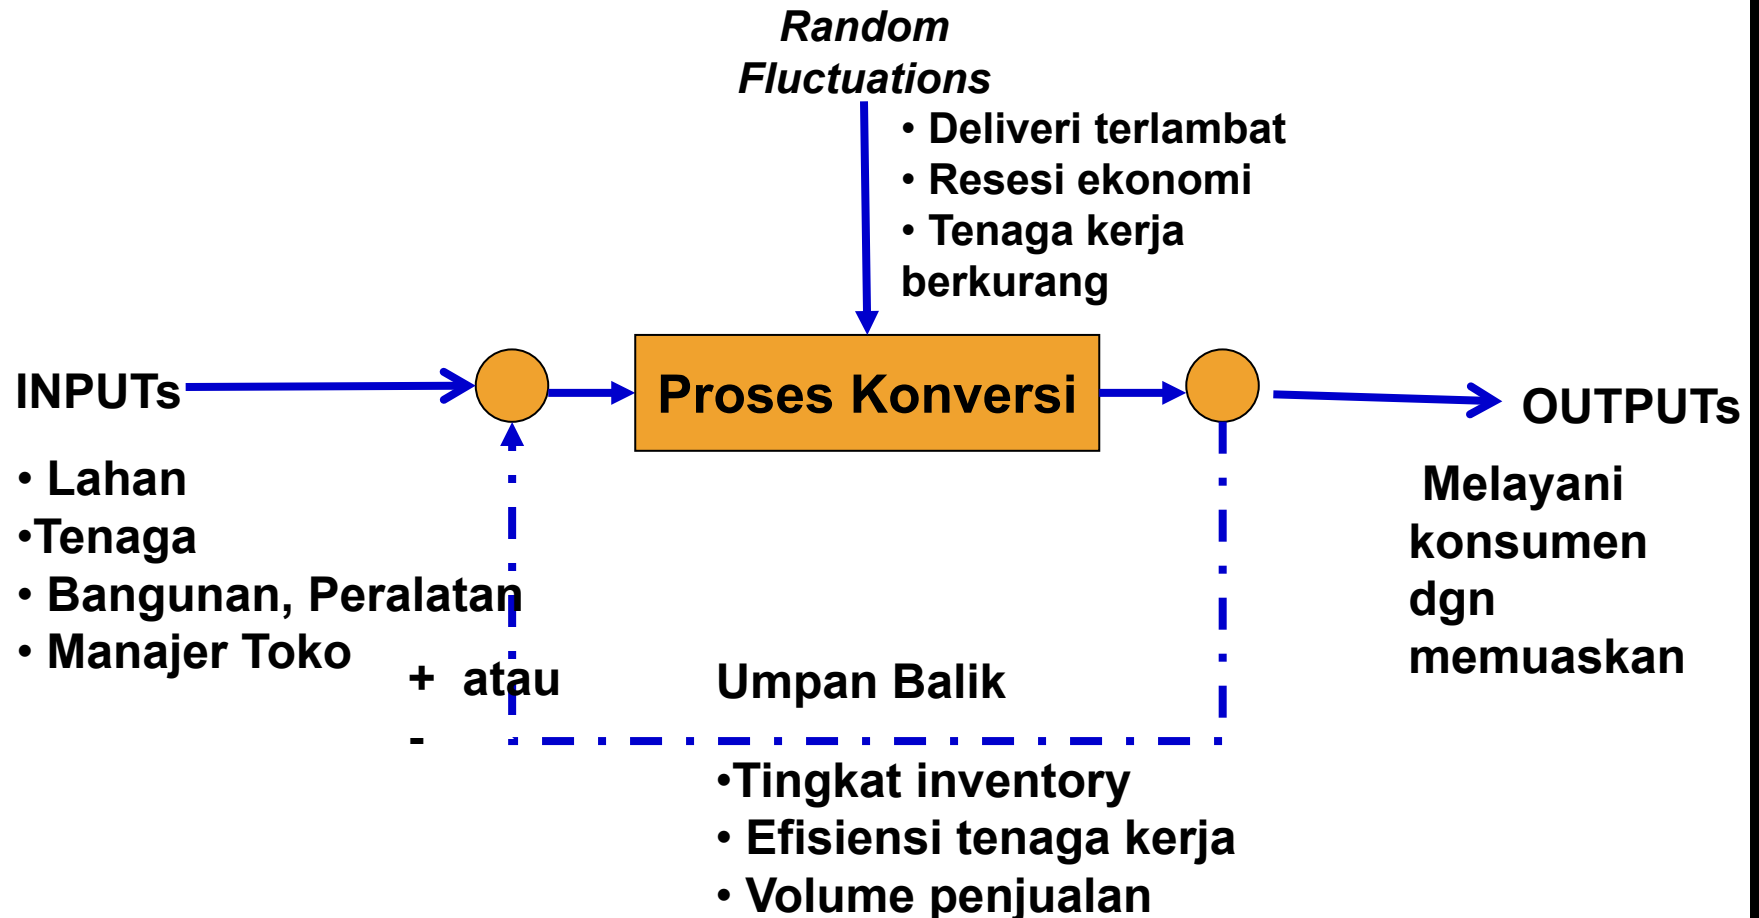 Random
Fluctuations
• Deliveri terlambat
• Resesi ekonomi
• Tenaga kerja
berkurang
INPUTs
Proses Konversi
OUTPUTs
• Lahan
•Tenaga
• Bangunan, Peralatan
• Manajer Toko
Melayani
konsumen
dgn
memuaskan
+ atau
-
Umpan Balik
•Tingkat inventory
• Efisiensi tenaga kerja
• Volume penjualan